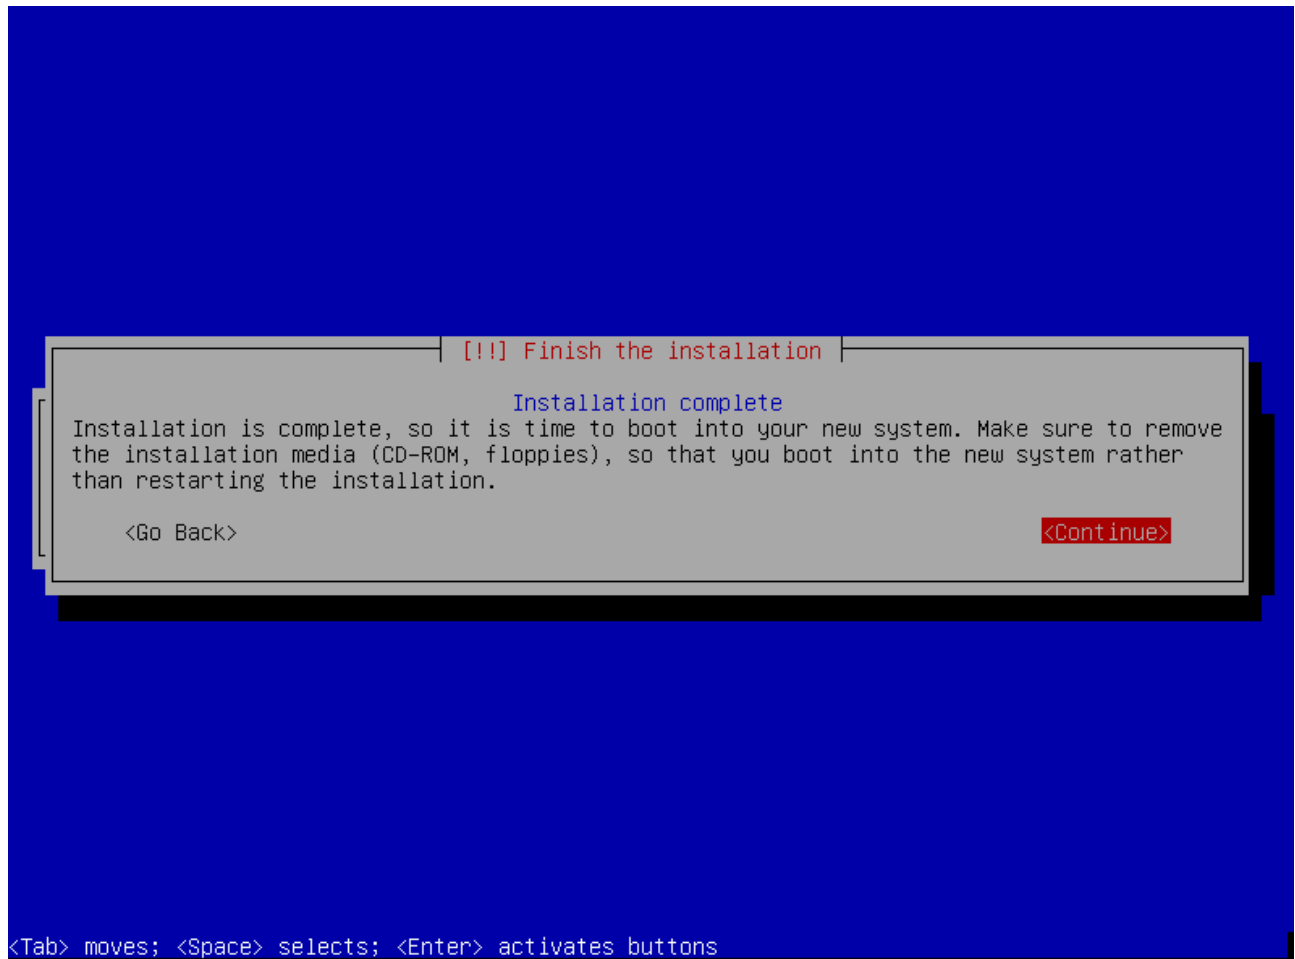 [!!] Finish the installation
Installation complete
Installation is complete, so it is time to boot into your new system. Make sure to remove
the installation media (CD-ROM, floppies), so that you boot into the new system rather
than restarting the installation.
<Go Back> <Continue>
<Tab> moves; <Space> selects; <Enter> activates buttons